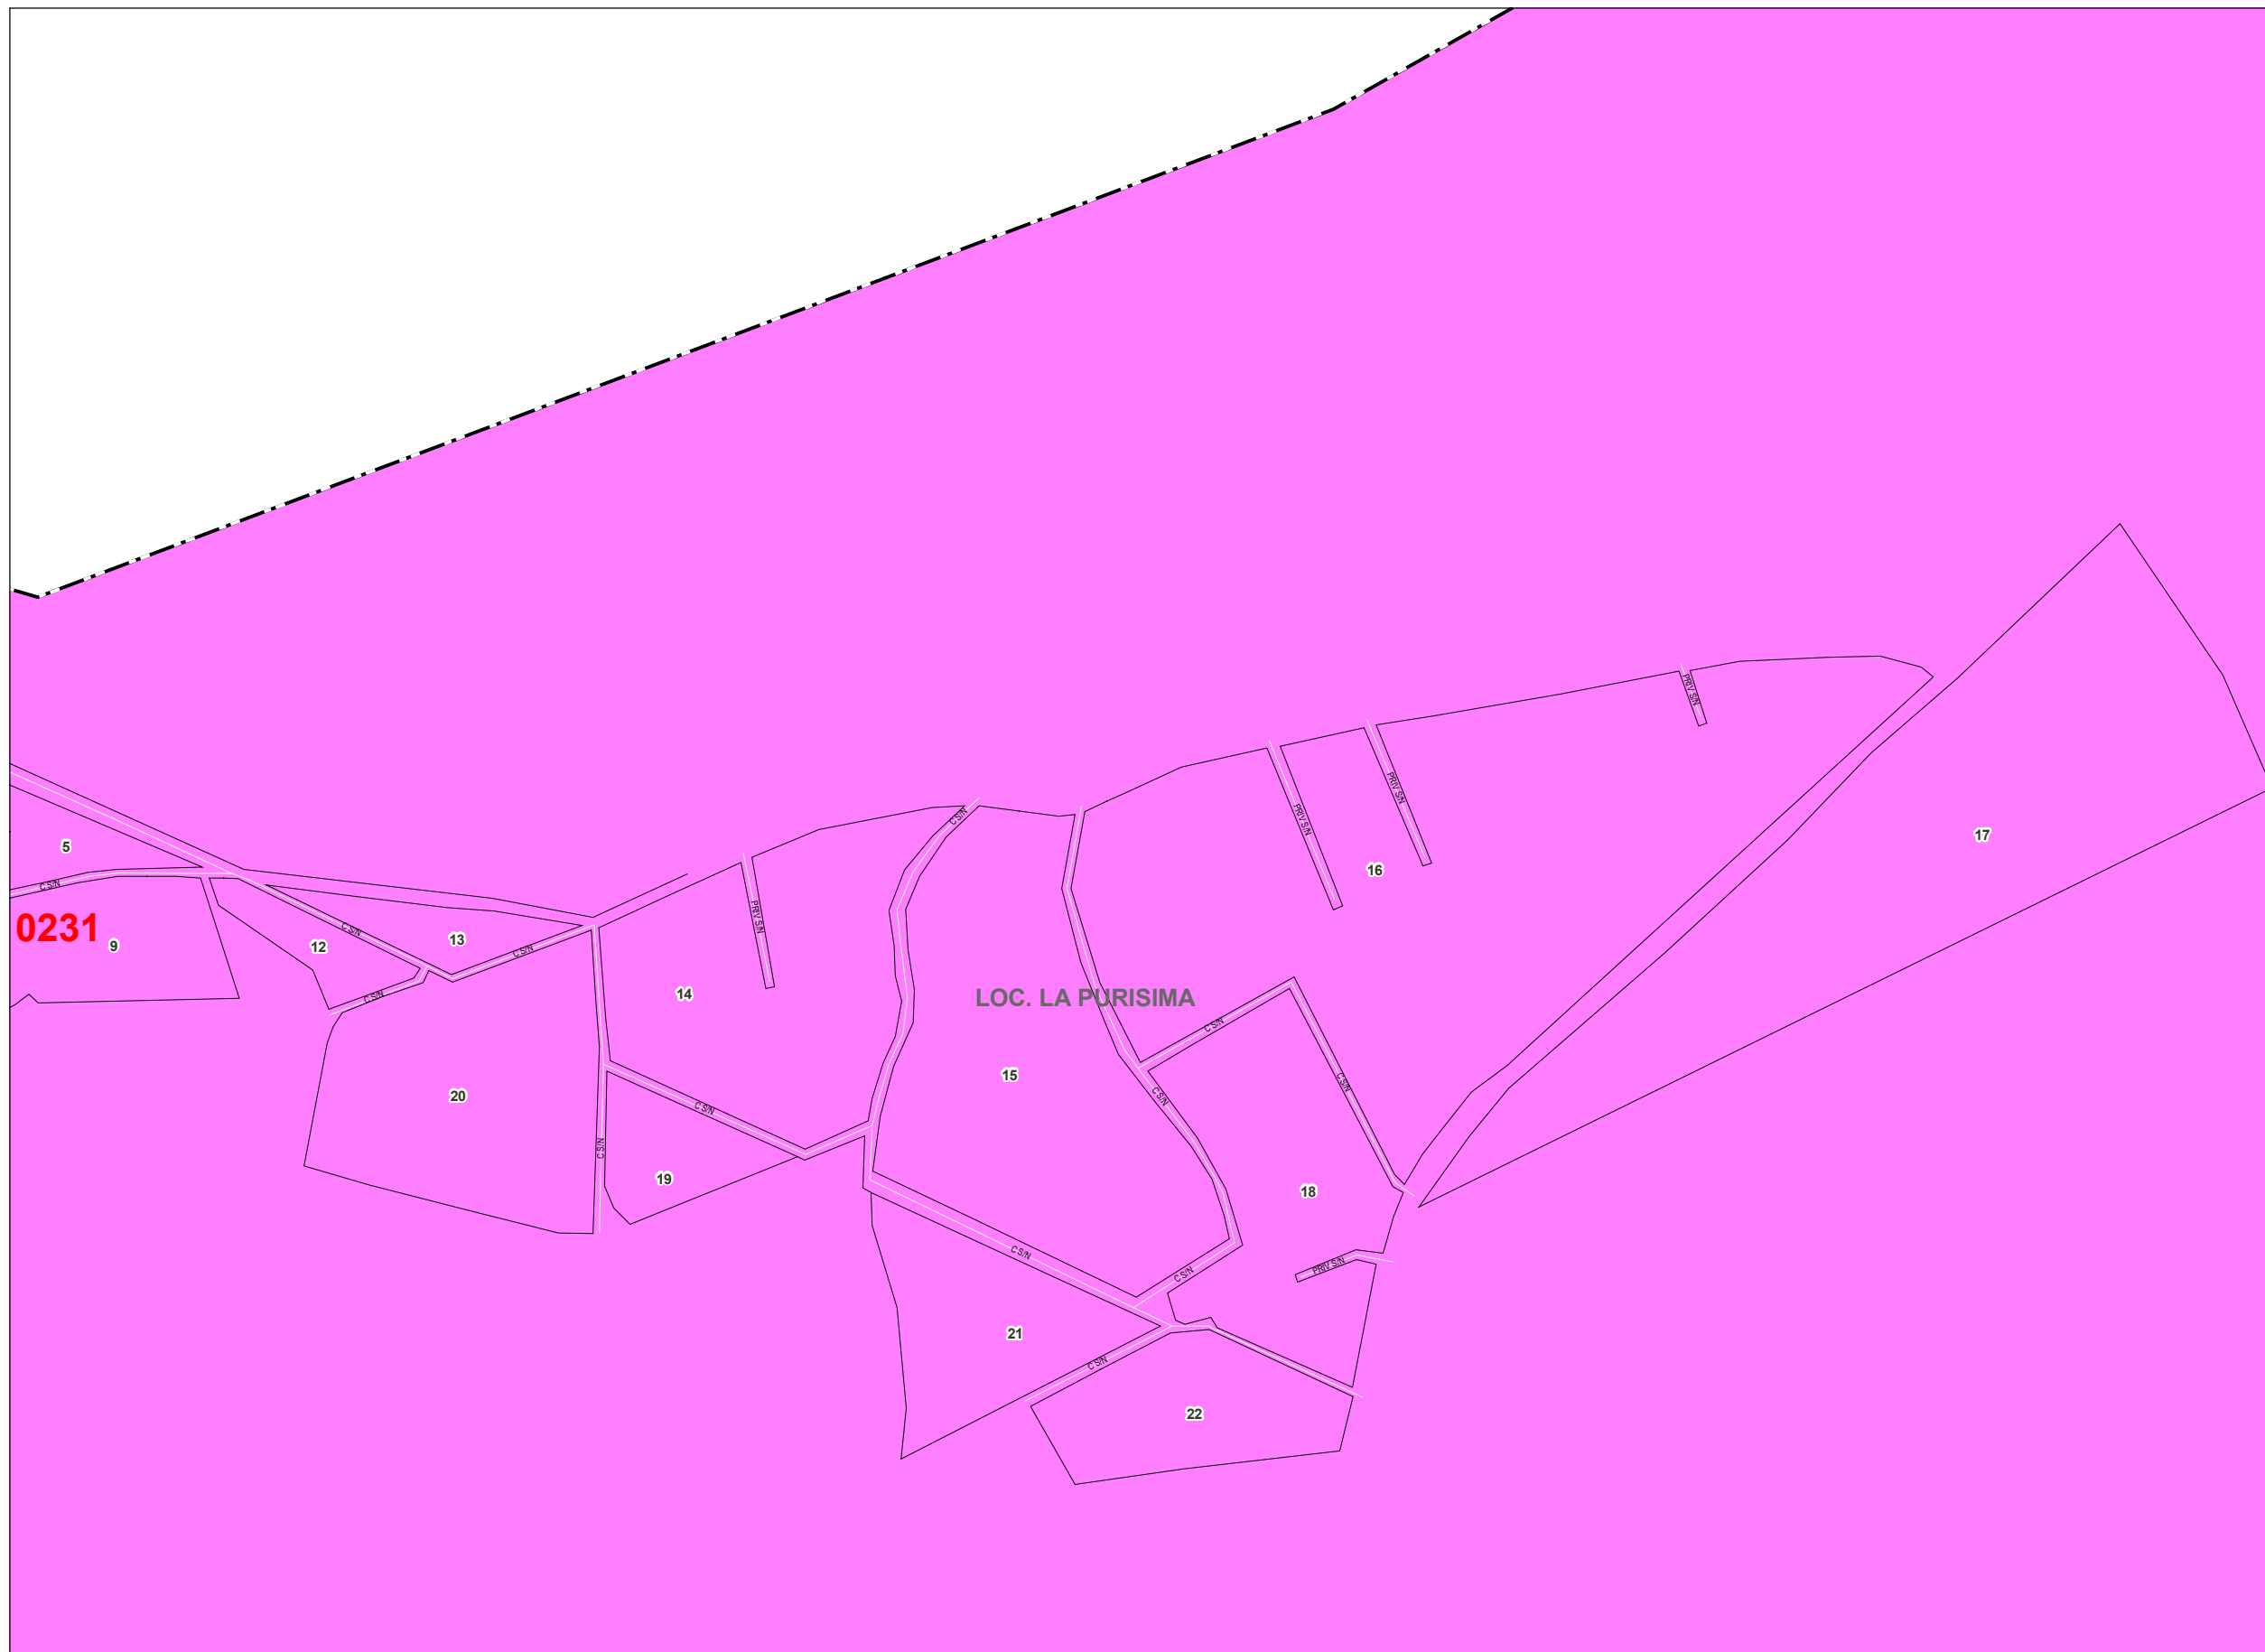 PRIV S/N
PRIV S/N
C S/N
PRIV S/N
17
5
16
C S/N
PRIV S/N
0231
C S/N
9
12
13
C S/N
14
C S/N
LOC. LA PURISIMA
C S/N
15
C S/N
20
C S/N
C S/N
C S/N
19
18
C S/N
PRIV S/N
C S/N
21
C S/N
22